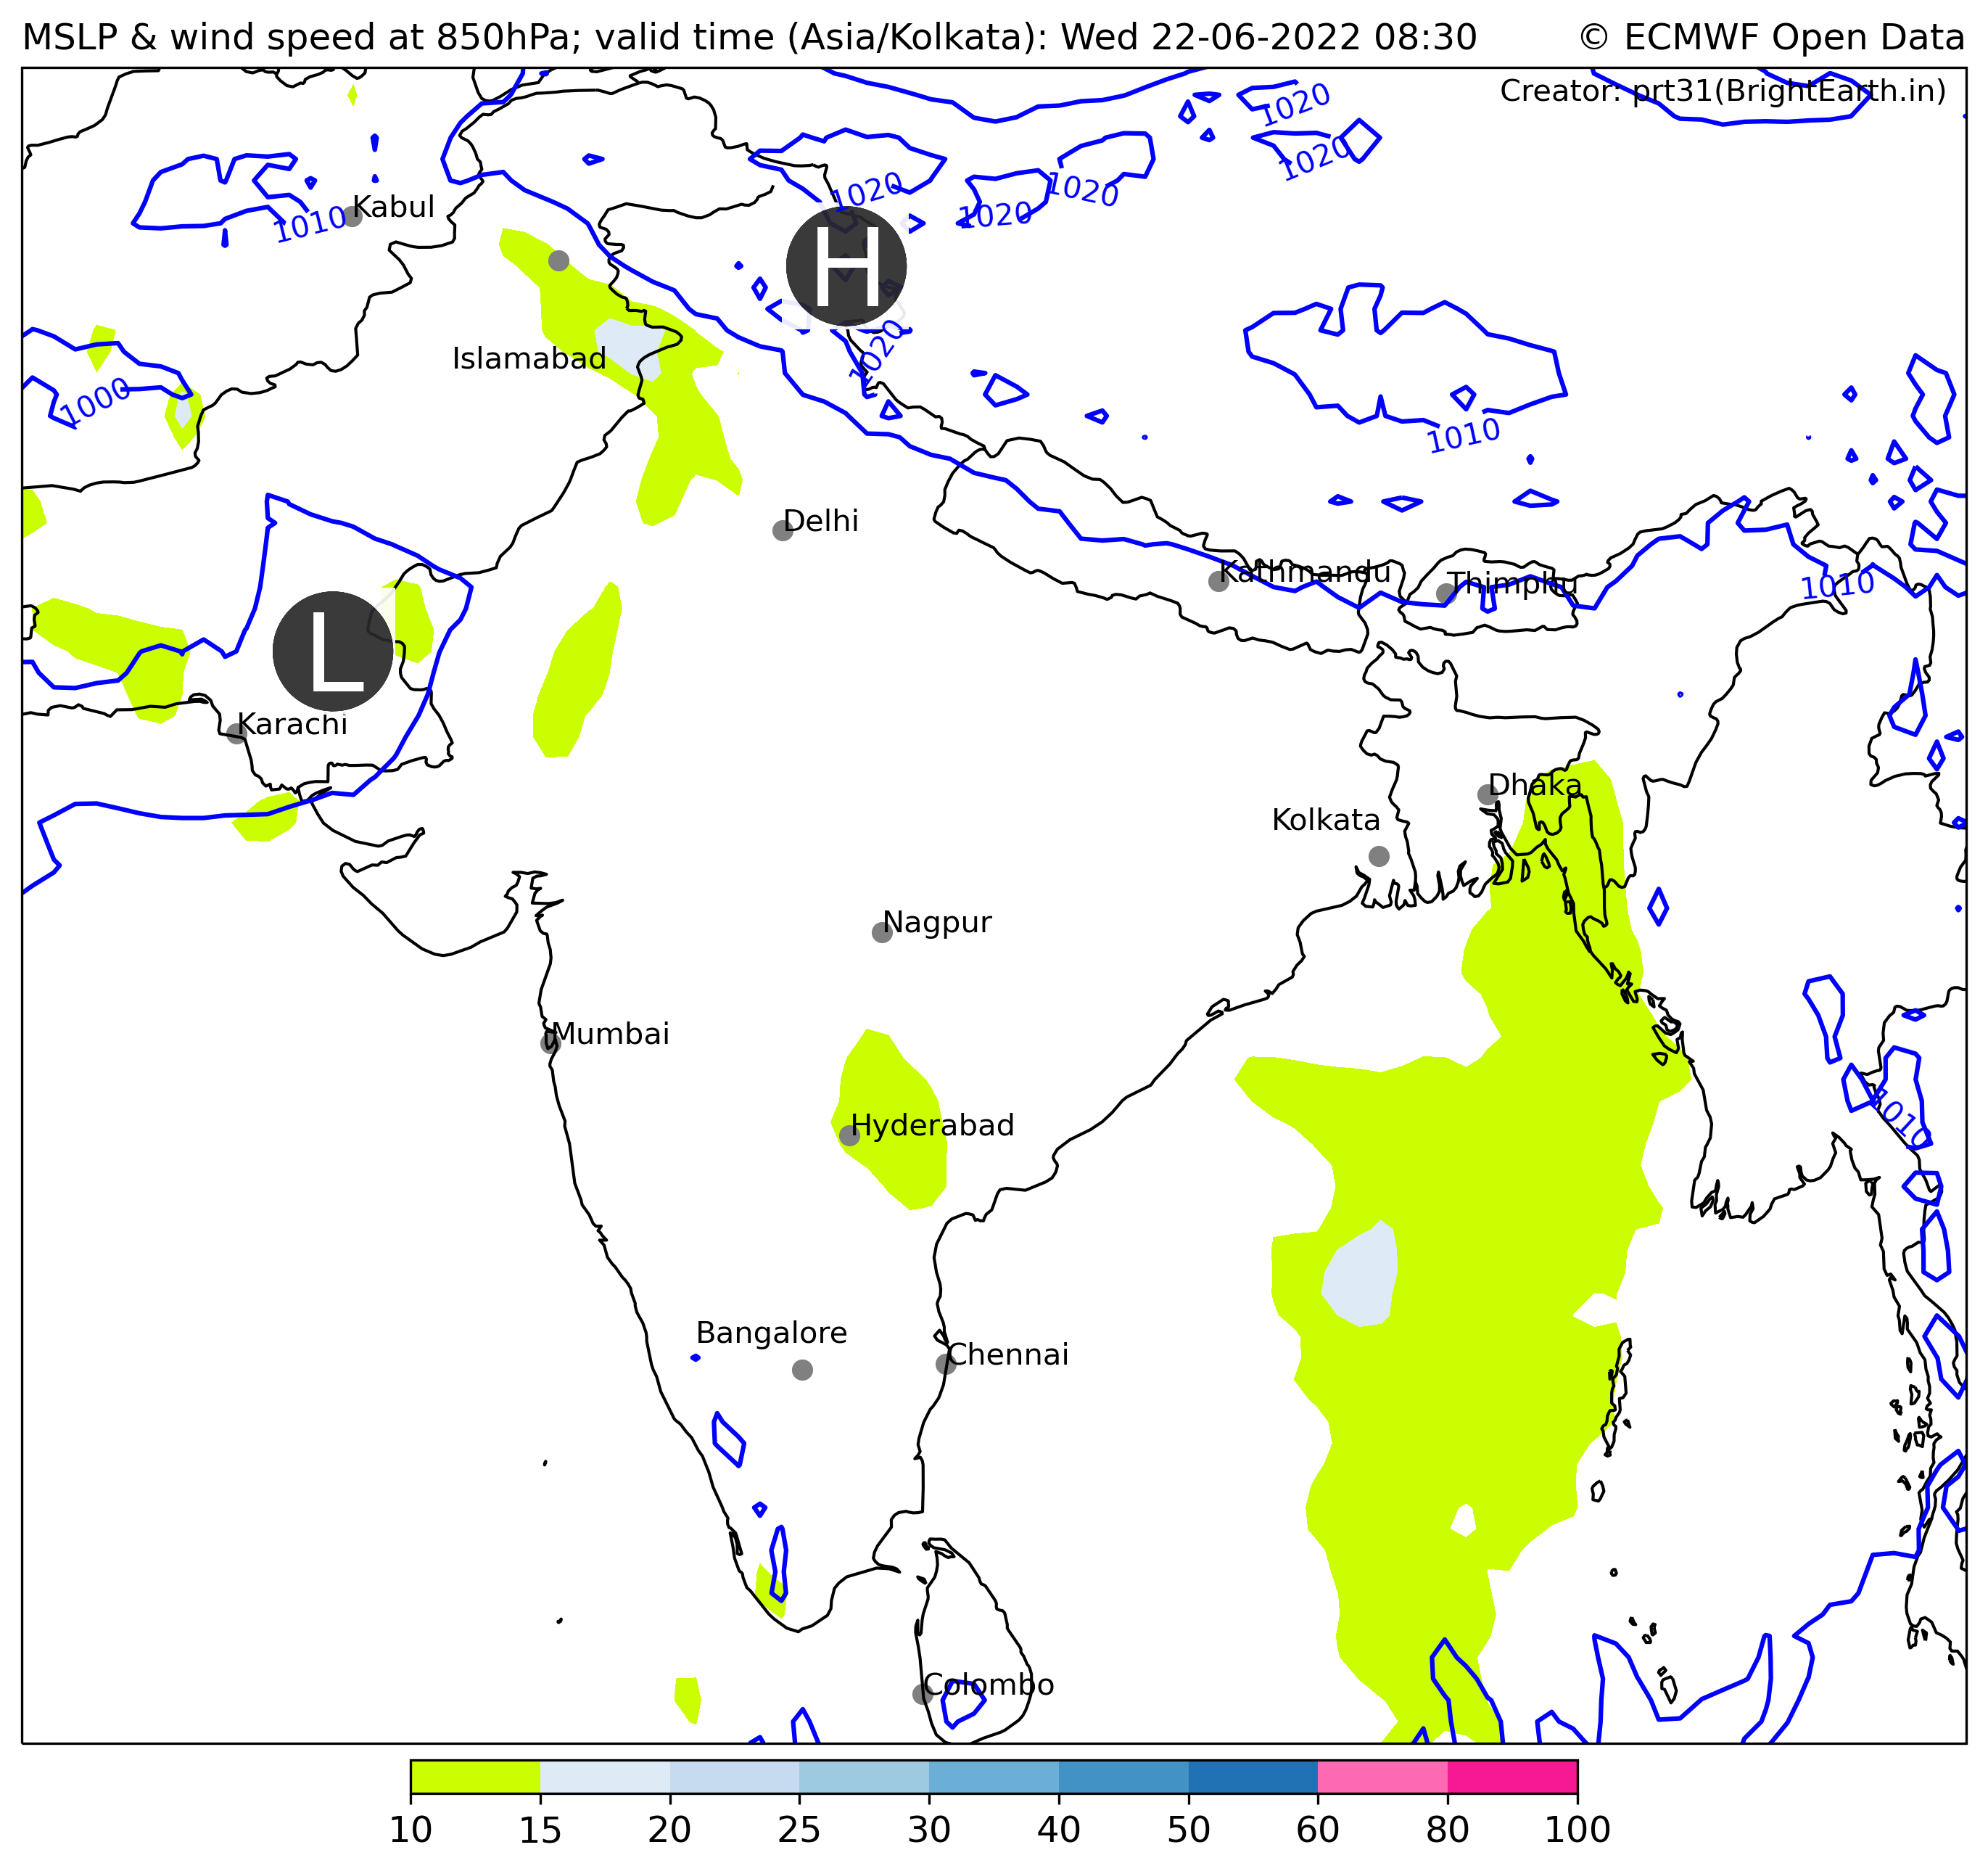 MSLP & wind speed at 850hPa; valid time (Asia/Kolkata): Wed 22-06-2022 08:30
© ECMWF Open Data
Creator: prt31(BrightEarth.in)
1020
1020
1020
1020
1020
Kabul
1010
H
Islamabad
1020
1000
1010
Delhi
Kathmandu
Thimphu
1010
L
Karachi
Dhaka
Kolkata
Nagpur
Mumbai
1010
Hyderabad
Bangalore
Chennai
Colombo
10 15 20 25 30 40 50 60 80 100